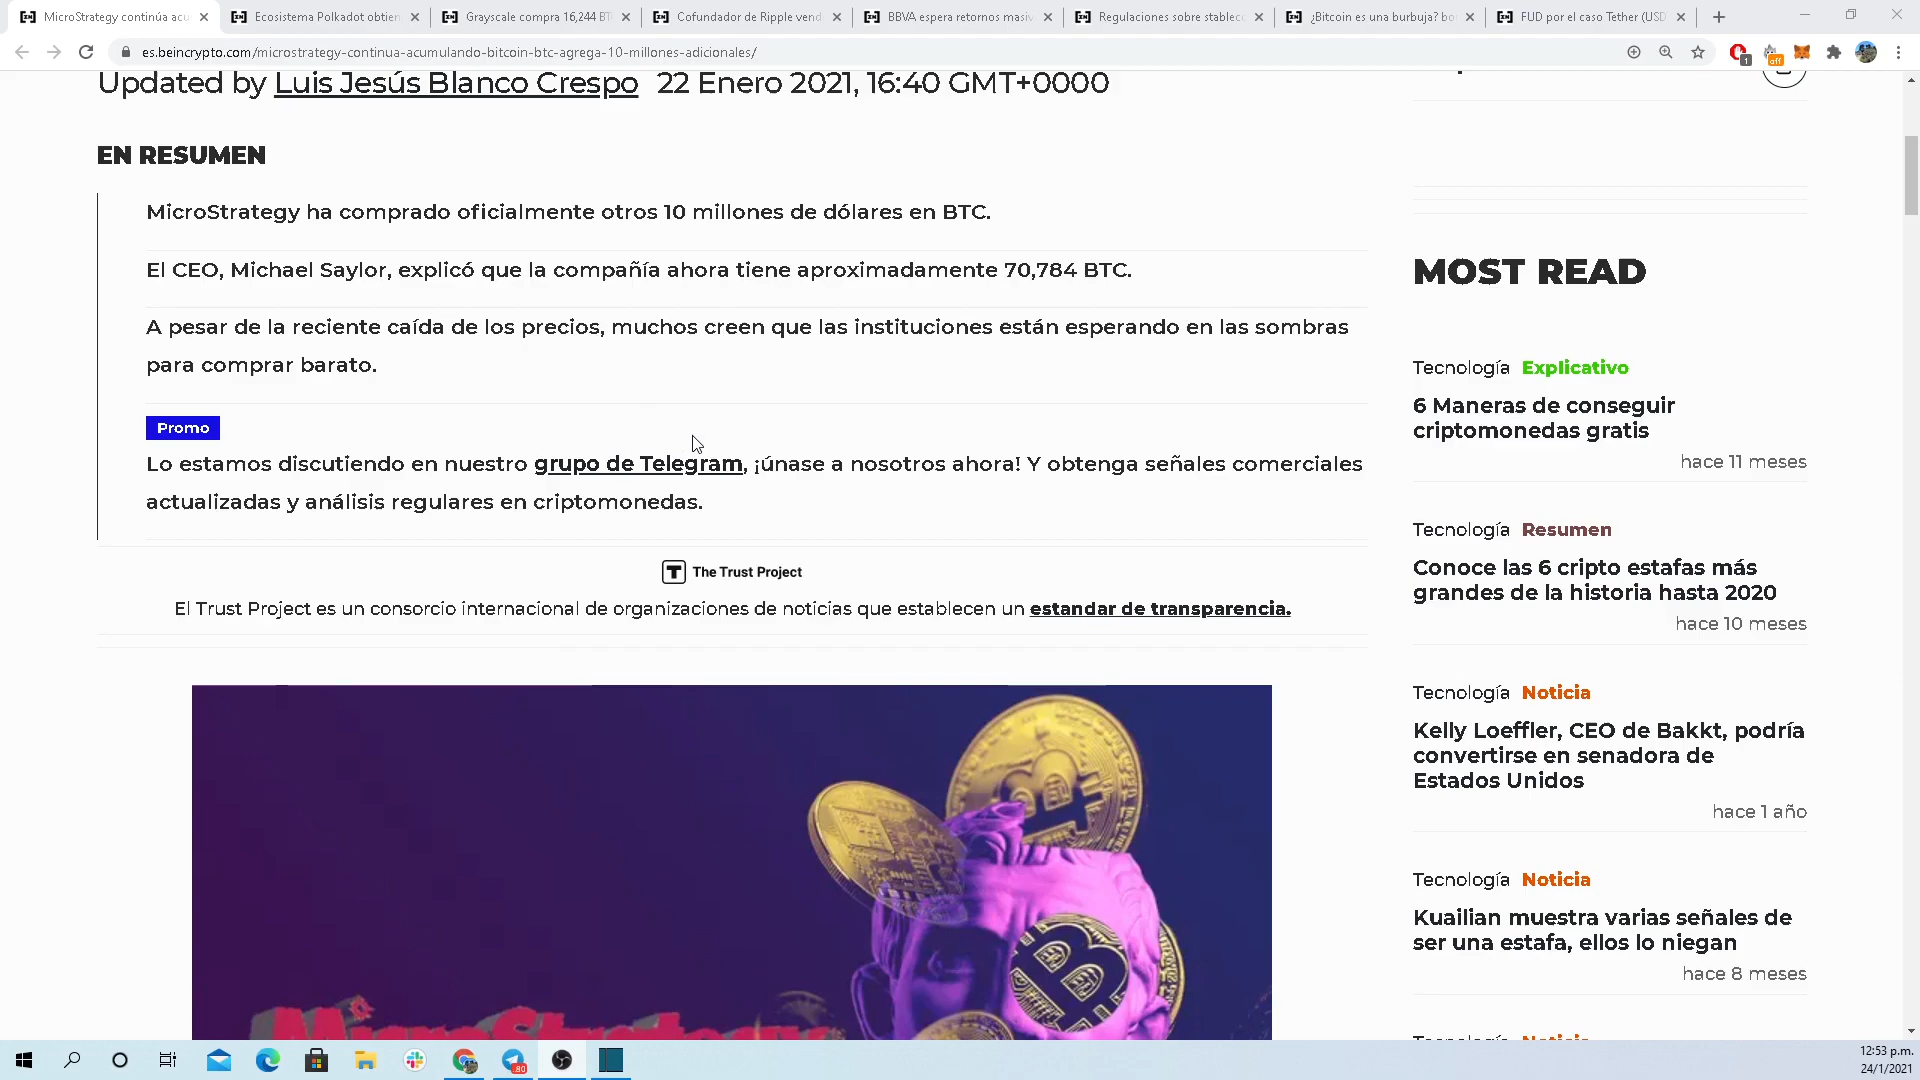 MicroStrategy continúa acu
Ecosistema Polkadot obtien
Grayscale compra 16,244 BT
Cofundador de Ripple vend
BBVA espera retornos masiv
Regulaciones sobre establec
¿Bitcoin es una burbuja? bo
FUD por el caso Tether (USD
es.beincrypto.com/microstrategy-continua-acumulando-bitcoin-btc-agrega-10-millones-adicionales/
1
off
Updated by Luis Jesús Blanco Crespo 22 Enero 2021, 16:40 GMT+0000
EN RESUMEN
MicroStrategy ha comprado oficialmente otros 10 millones de dólares en BTC.
El CEO, Michael Saylor, explicó que la compañía ahora tiene aproximadamente 70,784 BTC.
A pesar de la reciente caída de los precios, muchos creen que las instituciones están esperando en las sombras
para comprar barato.
Promo
Lo estamos discutiendo en nuestro grupo de Telegram, ¡únase a nosotros ahora! Y obtenga señales comerciales
actualizadas y análisis regulares en criptomonedas.
T The Trust Project
El Trust Project es un consorcio internacional de organizaciones de noticias que establecen un estandar de transparencia.
MicroStrategy
MOST READ
Tecnología Explicativo
6 Maneras de conseguir
criptomonedas gratis
hace 11 meses
Tecnología Resumen
Conoce las 6 cripto estafas más
grandes de la historia hasta 2020
hace 10 meses
Tecnología Noticia
Kelly Loeffler, CEO de Bakkt, podría
convertirse en senadora de
Estados Unidos
hace 1 año
Tecnología Noticia
Kuailian muestra varias señales de
ser una estafa, ellos lo niegan
hace 8 meses
Tecnología Noticia
80
12:53 p.m.
24/1/2021